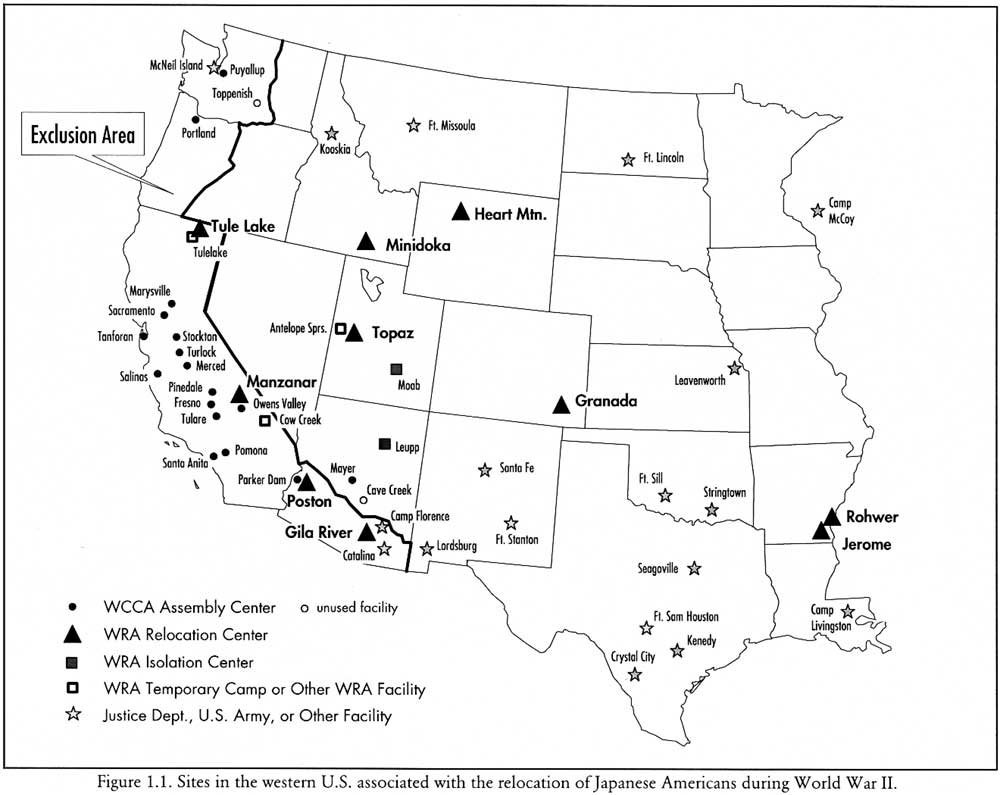 McNeil Island
Puyallup
Toppenish
Portland
Exclusion Area
Kooskia
Ft. Missoula
Ft. Lincoln
Camp
McCoy
Heart Mtn.
Tule Lake
Tulelake
Minidoka
Marysville
Sacramento
Tanforan
Stockton
Turlock
Merced
Salinas
Antelope Sprs.
Topaz
Moab
Leavenworth
Pinedale
Fresno
Tulare
Manzanar
Owens Valley
Cow Creek
Granada
Pomona
Santa Anita
Leupp
Santa Fe
Parker Dam
Mayer
Cave Creek
Poston
Ft. Sill
Stringtown
Camp Florence
Gila River
Catalina
Lordsburg
Ft. Stanton
Rohwer
Jerome
Seagoville
Ft. Sam Houston
Kenedy
Crystal City
Camp
Livingston
WCCA Assembly Center
unused facility
WRA Relocation Center
WRA Isolation Center
WRA Temporary Camp or Other WRA Facility
Justice Dept., U.S. Army, or Other Facility
Figure 1.1. Sites in the western U.S. associated with the relocation of Japanese Americans during World War II.